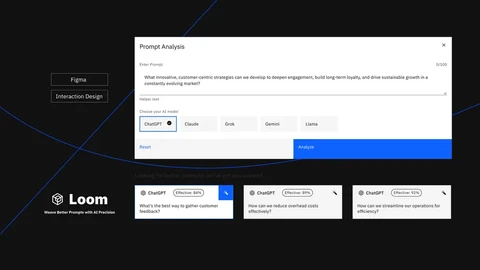 Prompt Analysis
Enter Prompt
0/100
What innovative, customer-centric strategies can we develop to deepen engagement, build long-term loyalty, and drive sustainable growth in a
constantly evolving market?
Helper text
Choose your AI model
ChatGPT
Claude
Grok
Gemini
Llama
Reset
Analyze
Figma
Interaction Design
Loom
Weave Better Prompts with AI Precision
ChatGPT
Effective: 86%
What's the best way to gather customer
feedback?
ChatGPT
Effective: 89%
How can we reduce overhead costs
effectively?
ChatGPT
Effective: 92%
How can we streamline our operations for
efficiency?